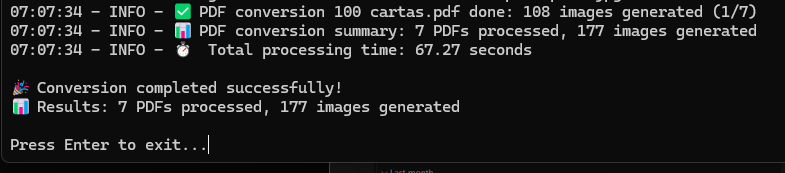 07:07:34 - INFO - ✅ PDF conversion 100 cartas.pdf done: 108 images generated (1/7)
07:07:34 - INFO - 📊 PDF conversion summary: 7 PDFs processed, 177 images generated
07:07:34 - INFO - ⏱ Total processing time: 67.27 seconds
🎉 Conversion completed successfully!
📊 Results: 7 PDFs processed, 177 images generated
Press Enter to exit...
Last month